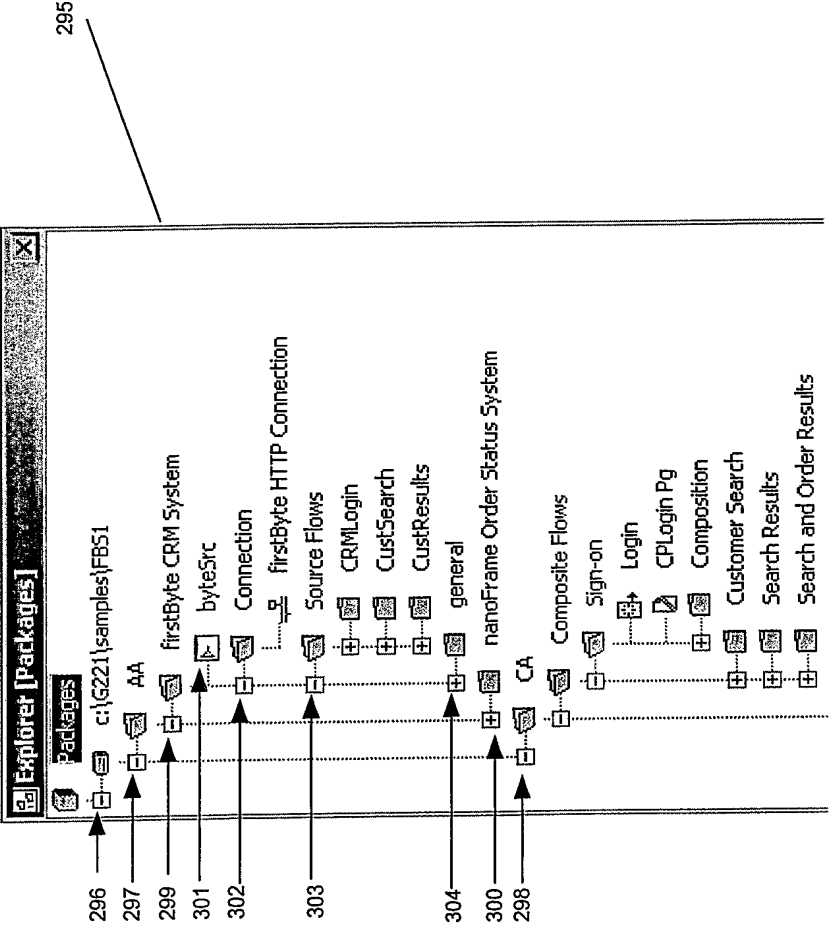 295
Explorer [Packages]
Packages
296 c:\G221\samples\FBS1
297 AA
299 firstByte CRM System
301 byteSrc
302 Connection
firstByte HTTP Connection
303 Source Flows
CRMLogin
CustSearch
CustResults
304 general
300 nanoFrame Order Status System
298 CA
Composite Flows
Sign-on
Login
CPLogin Pg
Composition
Customer Search
Search Results
Search and Order Results